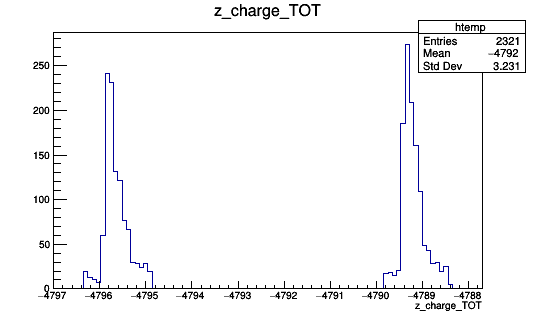 z_charge_TOT
htemp
Entries 2321
Mean −4792
Std Dev 3.231
250
200
150
100
50
0
−4797 −4796 −4795 −4794 −4793 −4792 −4791 −4790 −4789 −4788
z_charge_TOT